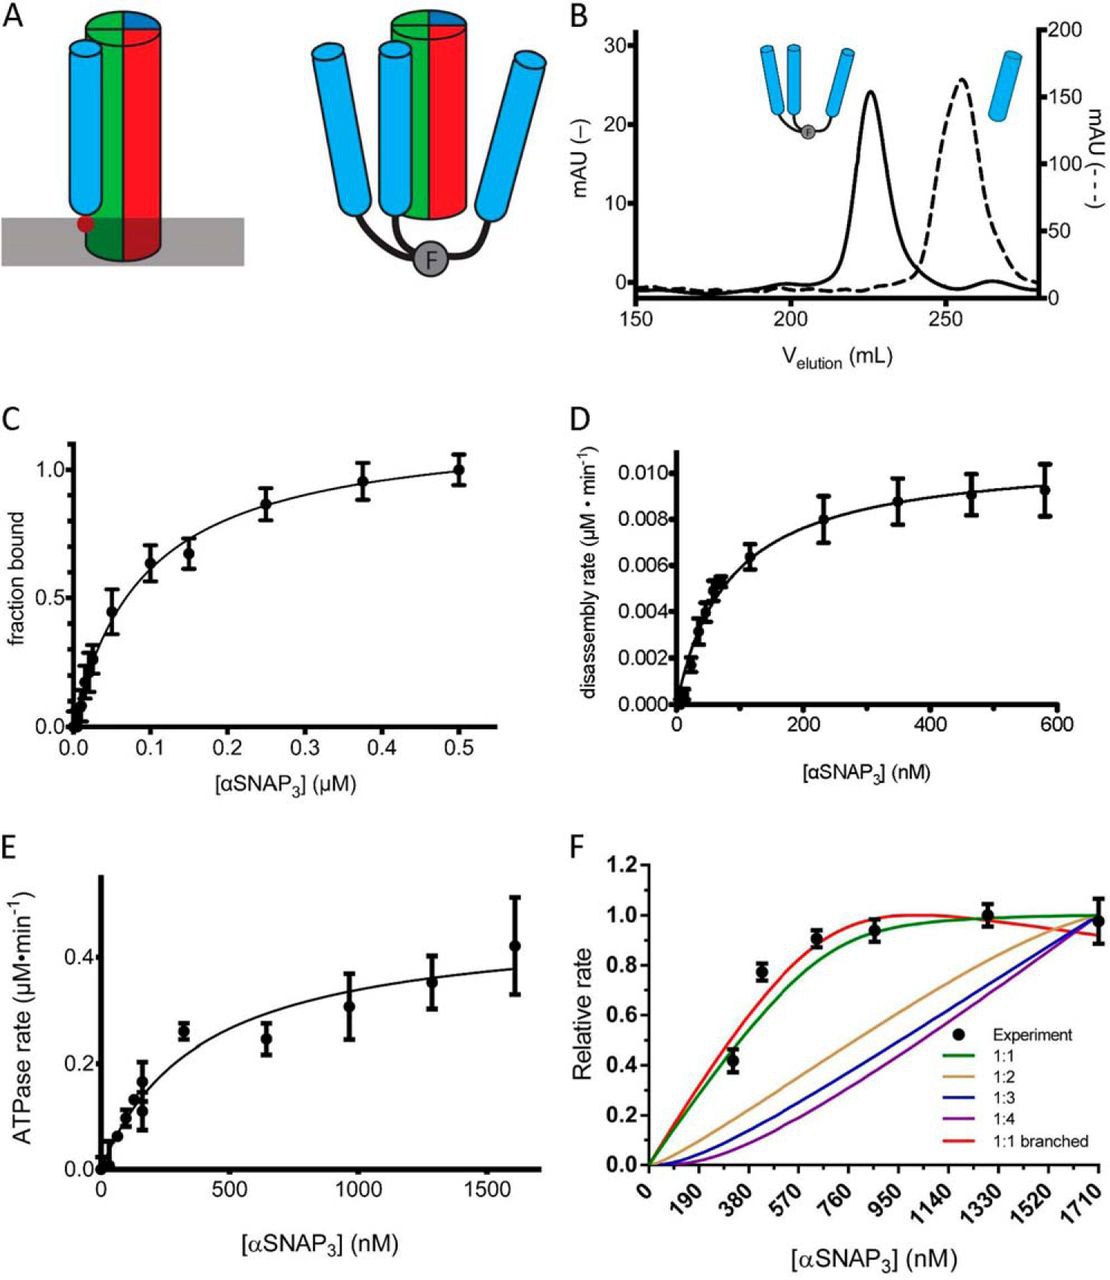 A
F
B
mAU (–)
30
20
10
0
F
200
150
100
50
0
mAU (- - -)
150
200
250
Velution (mL)
C
fraction bound
1.0
0.5
0.0
0.0
0.1
0.2
0.3
0.4
0.5
[αSNAP3] (µM)
D
disassembly rate (µM • min-1)
0.010
0.008
0.006
0.004
0.002
0.000
0
200
400
600
[αSNAP3] (nM)
E
ATPase rate (µM•min-1)
0.4
0.2
0.0
0
500
1000
1500
[αSNAP3] (nM)
F
Relative rate
1.2
1.0
0.8
0.6
0.4
0.2
0.0
Experiment
1:1
1:2
1:3
1:4
1:1 branched
0
190
380
570
760
950
1140
1330
1520
1710
[αSNAP3] (nM)